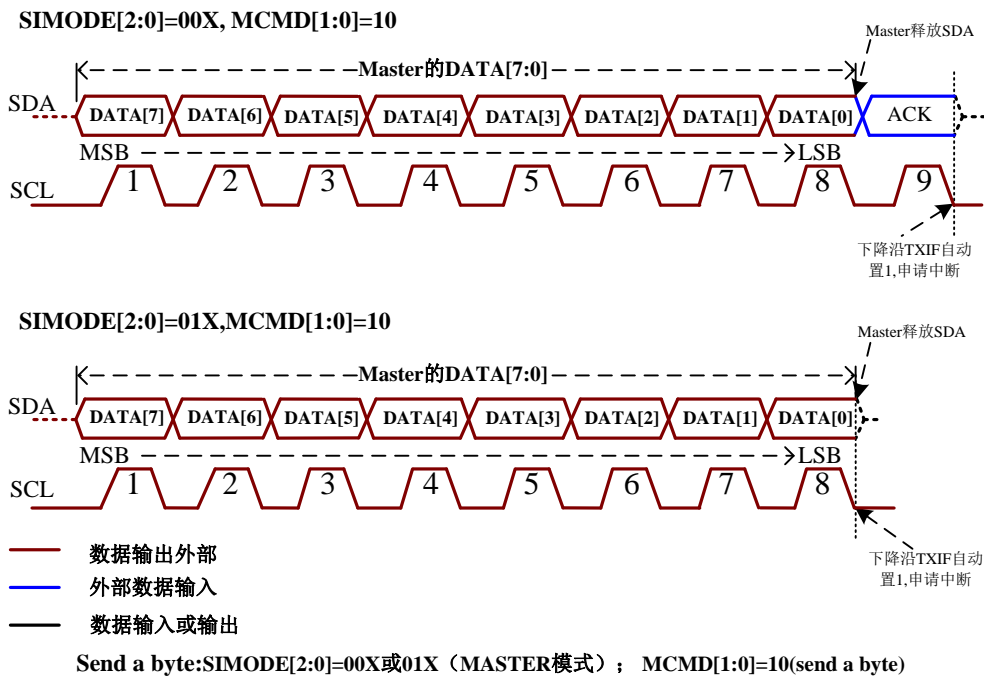 SIMODE[2:0]=00X, MCMD[1:0]=10
Master释放SDA
Master的DATA[7:0]
SDA
DATA[7] DATA[6] DATA[5] DATA[4] DATA[3] DATA[2] DATA[1] DATA[0] ACK
MSB LSB
SCL
1 2 3 4 5 6 7 8 9
下降沿TXIF自动
置1,申请中断
SIMODE[2:0]=01X,MCMD[1:0]=10
Master释放SDA
Master的DATA[7:0]
SDA
DATA[7] DATA[6] DATA[5] DATA[4] DATA[3] DATA[2] DATA[1] DATA[0]
MSB LSB
SCL
1 2 3 4 5 6 7 8
下降沿TXIF自动
置1,申请中断
数据输出外部
外部数据输入
数据输入或输出
Send a byte:SIMODE[2:0]=00X或01X（MASTER模式）； MCMD[1:0]=10(send a byte)